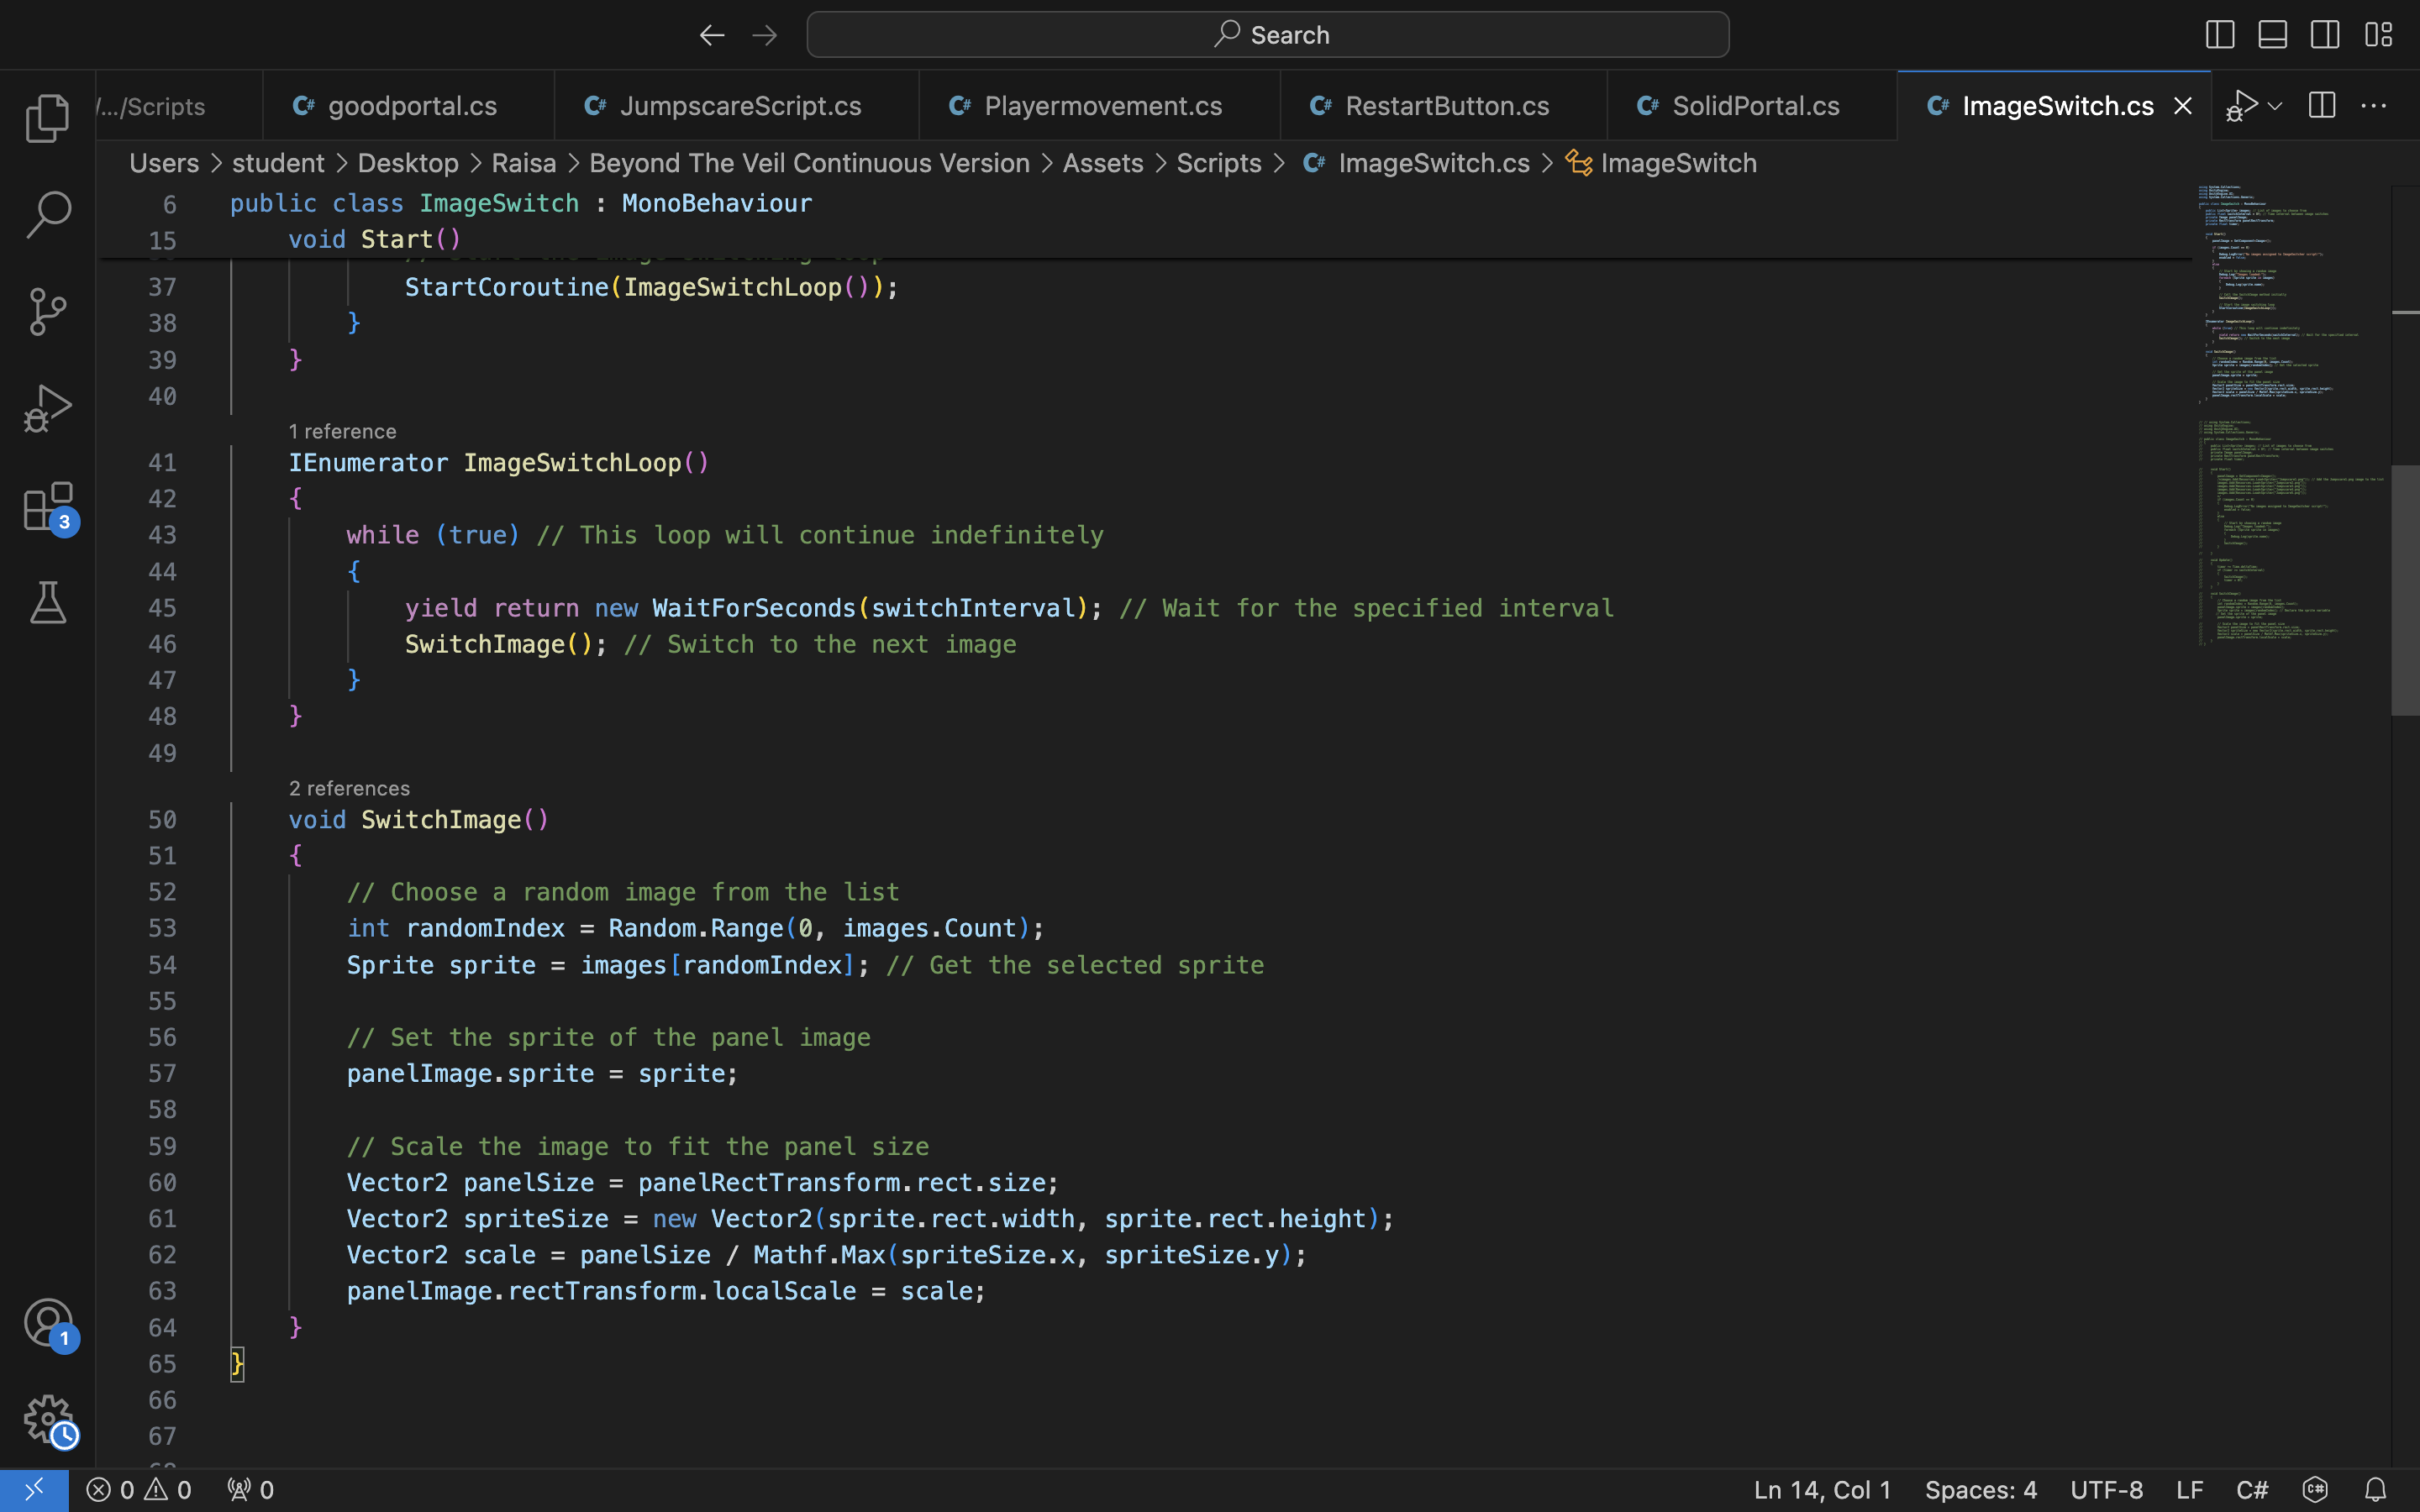 Search
/.../Scripts
goodportal.cs
JumpscareScript.cs
Playermovement.cs
RestartButton.cs
SolidPortal.cs
ImageSwitch.cs
Users > student > Desktop > Raisa > Beyond The Veil Continuous Version > Assets > Scripts > ImageSwitch.cs > ImageSwitch
6 public class ImageSwitch : MonoBehaviour
15 void Start()
37 StartCoroutine(ImageSwitchLoop());
38 }
39 }
40
1 reference
41 IEnumerator ImageSwitchLoop()
42 {
43 while (true) // This loop will continue indefinitely
44 {
45 yield return new WaitForSeconds(switchInterval); // Wait for the specified interval
46 SwitchImage(); // Switch to the next image
47 }
48 }
49
2 references
50 void SwitchImage()
51 {
52 // Choose a random image from the list
53 int randomIndex = Random.Range(0, images.Count);
54 Sprite sprite = images[randomIndex]; // Get the selected sprite
55
56 // Set the sprite of the panel image
57 panelImage.sprite = sprite;
58
59 // Scale the image to fit the panel size
60 Vector2 panelSize = panelRectTransform.rect.size;
61 Vector2 spriteSize = new Vector2(sprite.rect.width, sprite.rect.height);
62 Vector2 scale = panelSize / Mathf.Max(spriteSize.x, spriteSize.y);
63 panelImage.rectTransform.localScale = scale;
64 }
65 }
66
67
3
1
0 0 0
Ln 14, Col 1 Spaces: 4 UTF-8 LF C#